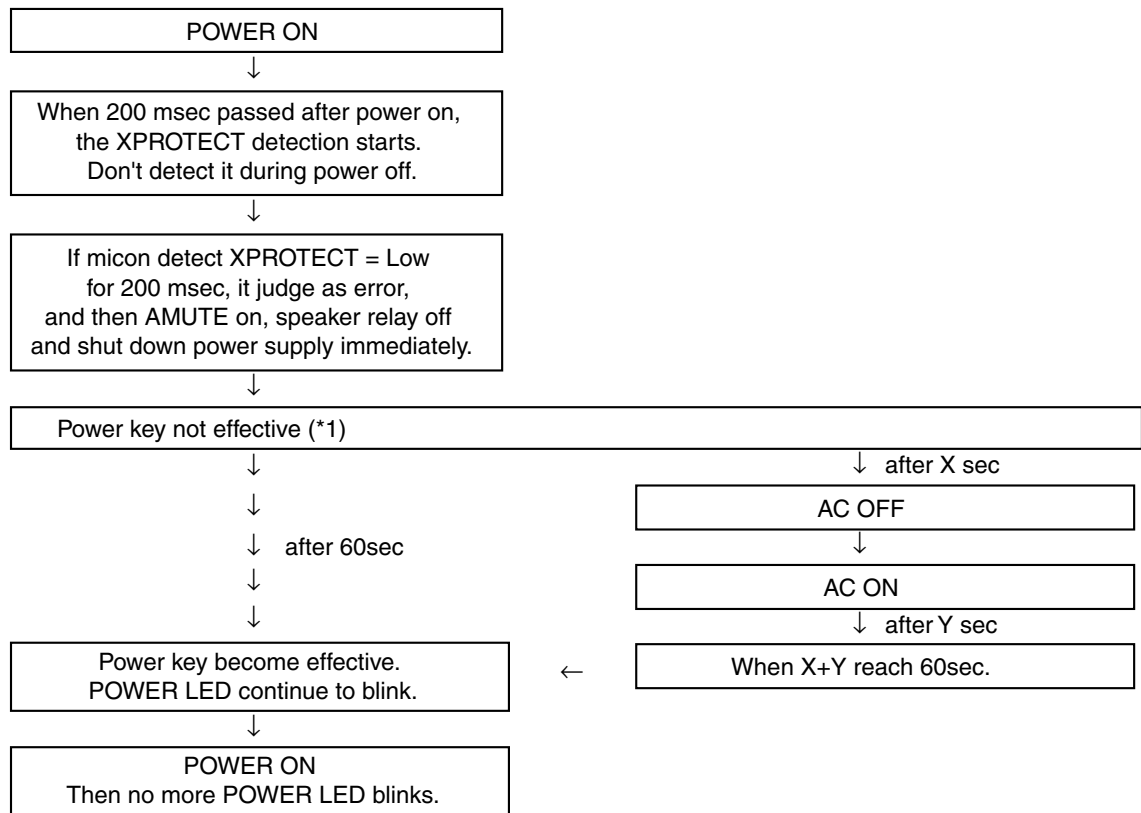 POWER ON
↓
When 200 msec passed after power on,
the XPROTECT detection starts.
Don't detect it during power off.
↓
If micon detect XPROTECT = Low
for 200 msec, it judge as error,
and then AMUTE on, speaker relay off
and shut down power supply immediately.
↓
Power key not effective (*1)
↓
↓
↓ after 60sec
↓
↓
↓ after X sec
AC OFF
↓
AC ON
↓ after Y sec
When X+Y reach 60sec.
←
Power key become effective.
POWER LED continue to blink.
↓
POWER ON
Then no more POWER LED blinks.